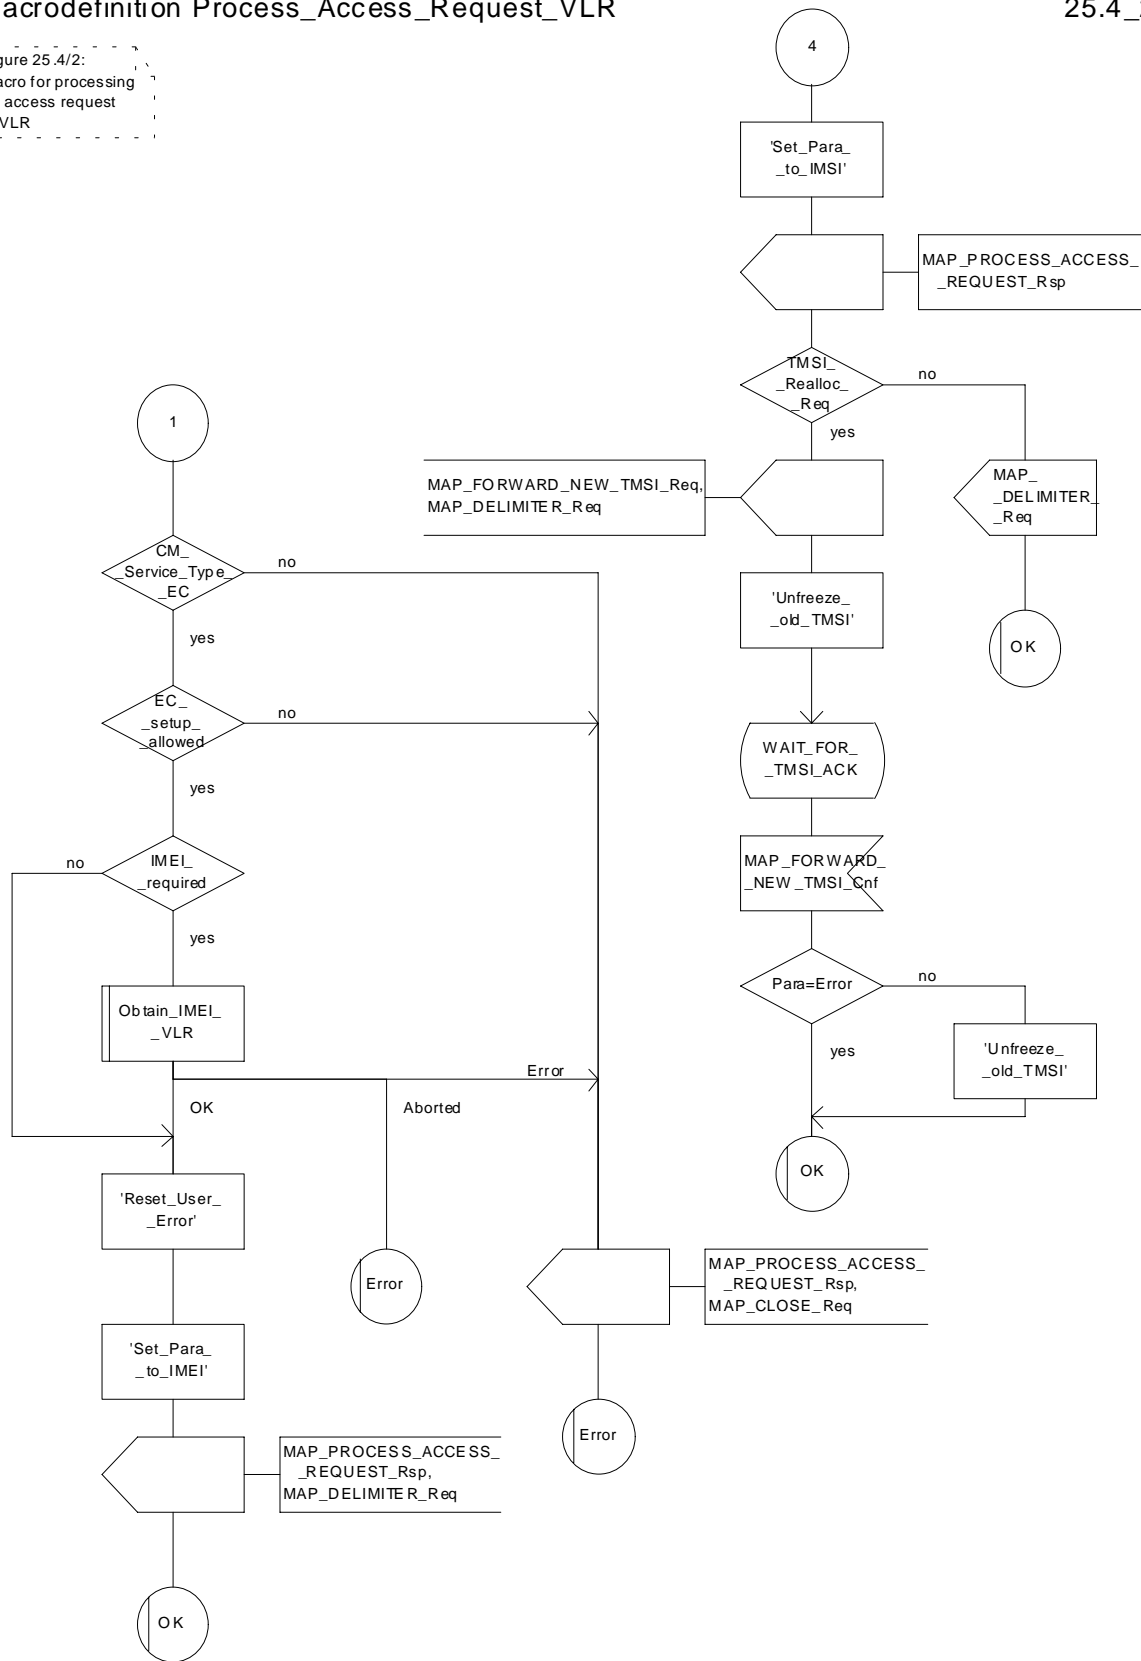 acrodefinition Process_Access_Request_VLR
25.4_
gure 25.4/2:
acro for processing
access request
VLR
4
'Set_Para_
_to_IMSI'
MAP_PROCESS_ACCESS_
_REQUEST_Rsp
TMSI_
_Realloc_
_Req
no
yes
MAP_FORWARD_NEW_TMSI_Req,
MAP_DELIMITER_Req
MAP_
_DELIMITER_
_Req
'Unfreeze_
_old_TMSI'
OK
WAIT_FOR_
_TMSI_ACK
MAP_FORWARD_
_NEW_TMSI_Cnf
Para=Error
no
yes
'Unfreeze_
_old_TMSI'
OK
1
CM_
_Service_Type_
_EC
no
yes
EC_
_setup_
_allowed
no
yes
IMEI_
_required
no
yes
Obtain_IMEI_
_VLR
Error
OK
Aborted
'Reset_User_
_Error'
Error
MAP_PROCESS_ACCESS_
_REQUEST_Rsp,
MAP_CLOSE_Req
'Set_Para_
_to_IMEI'
Error
MAP_PROCESS_ACCESS_
_REQUEST_Rsp,
MAP_DELIMITER_Req
OK